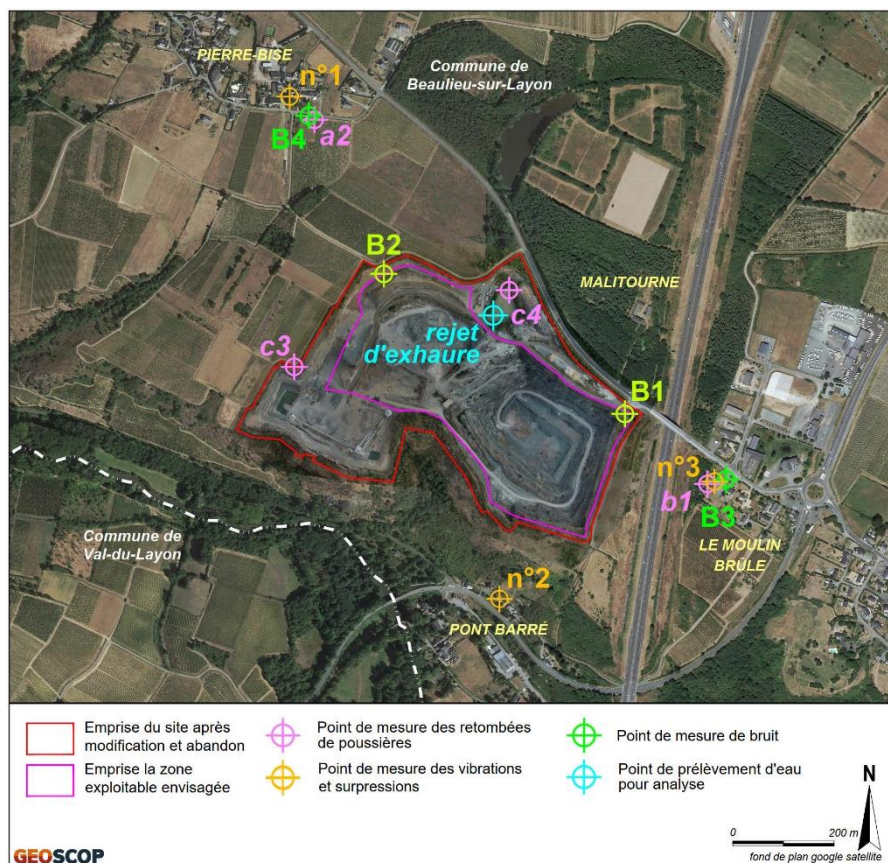 PIERRE-BISE
n°1
B4
a2
Commune de
Beaulieu-sur-Layon
B2
MALITOURNE
c4
rejet
d'exhaure
c3
B1
n°3
b1
B3
LE MOULIN
BRÛLE
Commune de
Val-du-Layon
n°2
PONT BARRÉ
Emprise du site après
modification et abandon
Emprise la zone
exploitable envisagée
Point de mesure des retombées
de poussières
Point de mesure des vibrations
et surpressions
Point de mesure de bruit
Point de prélèvement d'eau
pour analyse
N
0 200 m
fond de plan google satellite
GEOSCOP